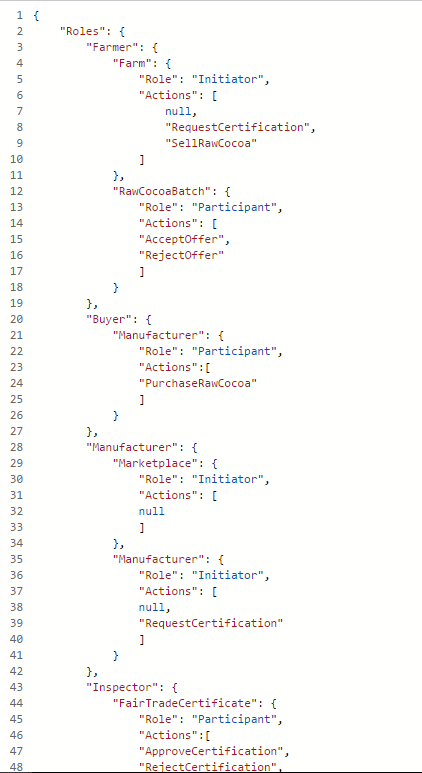 1 {
2     "Roles": {
3         "Farmer": {
4             "Farm": {
5                 "Role": "Initiator",
6                 "Actions": [
7                     null,
8                     "RequestCertification",
9                     "SellRawCocoa"
10                 ]
11             },
12             "RawCocoaBatch": {
13                 "Role": "Participant",
14                 "Actions": [
15                 "AcceptOffer",
16                 "RejectOffer"
17                 ]
18             }
19         },
20         "Buyer": {
21             "Manufacturer": {
22                 "Role": "Participant",
23                 "Actions":[
24                 "PurchaseRawCocoa"
25                 ]
26             }
27         },
28         "Manufacturer": {
29             "Marketplace": {
30                 "Role": "Initiator",
31                 "Actions": [
32                 null
33                 ]
34             },
35             "Manufacturer": {
36                 "Role": "Initiator",
37                 "Actions": [
38                 null,
39                 "RequestCertification"
40                 ]
41             }
42         },
43         "Inspector": {
44             "FairTradeCertificate": {
45                 "Role": "Participant",
46                 "Actions":[
47                 "ApproveCertification",
48                 "RejectCertification",